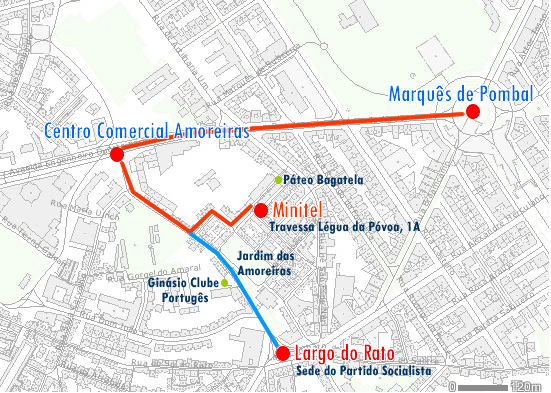 Marquês de Pombal
Centro Comercial Amoreiras
Páteo Bagatela
Minitel
Travessa Légua da Póvoa, 1A
Jardim das
Amoreiras
Ginásio Clube
Portugês
Largo do Rato
Sede do Partido Socialista
0 120m